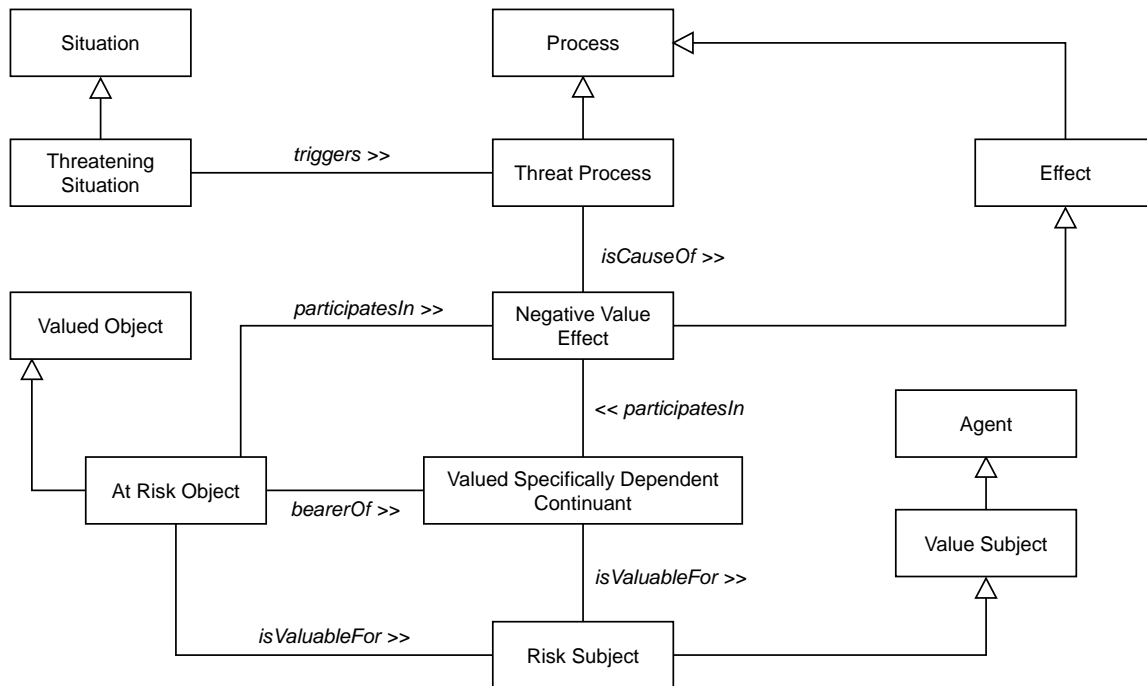 Situation
Process
Threatening
Situation
triggers >>
Threat Process
Effect
isCauseOf >>
Valued Object
participatesIn >>
Negative Value
Effect
<< participatesIn
Agent
At Risk Object
bearerOf >>
Valued Specifically Dependent
Continuant
Value Subject
isValuableFor >>
isValuableFor >>
Risk Subject